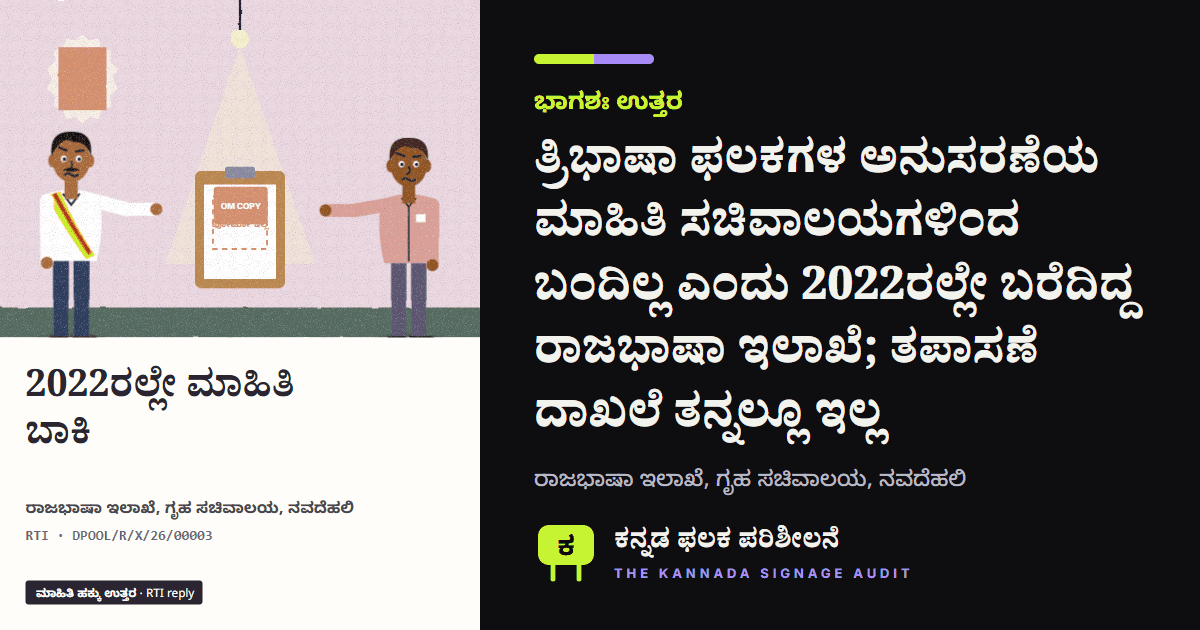 OM COPY
2022ರಲ್ಲೇ ಮಾಹಿತಿ
ಬಾಕಿ
ರಾಜಭಾಷಾ ಇಲಾಖೆ, ಗೃಹ ಸಚಿವಾಲಯ, ನವದೆಹಲಿ
RTI · DPOOL/R/X/26/00003
ಮಾಹಿತಿ ಹಕ್ಕು ಉತ್ತರ · RTI reply
ಭಾಗಶಃ ಉತ್ತರ
ತ್ರಿಭಾಷಾ ಫಲಕಗಳ ಅನುಸರಣೆಯ
ಮಾಹಿತಿ ಸಚಿವಾಲಯಗಳಿಂದ
ಬಂದಿಲ್ಲ ಎಂದು 2022ರಲ್ಲೇ ಬರೆದಿದ್ದ
ರಾಜಭಾಷಾ ಇಲಾಖೆ; ತಪಾಸಣೆ
ದಾಖಲೆ ತನ್ನಲ್ಲೂ ಇಲ್ಲ
ರಾಜಭಾಷಾ ಇಲಾಖೆ, ಗೃಹ ಸಚಿವಾಲಯ, ನವದೆಹಲಿ
ಕ
ಕನ್ನಡ ಫಲಕ ಪರಿಶೀಲನೆ
THE KANNADA SIGNAGE AUDIT